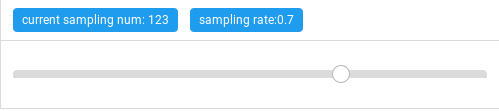 current sampling num: 123 sampling rate:0.7